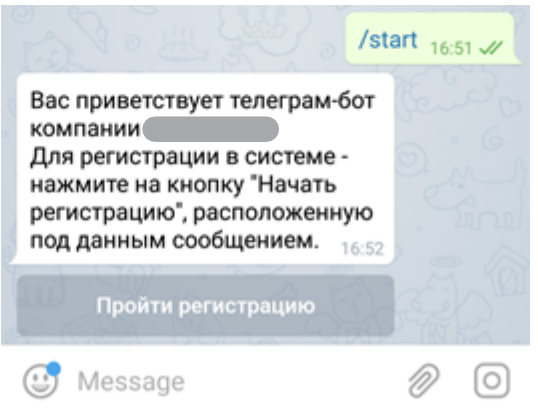 /start 16:51
Вас приветствует телеграм-бот
компании
Для регистрации в системе -
нажмите на кнопку "Начать
регистрацию", расположенную
под данным сообщением. 16:52
Пройти регистрацию
Message